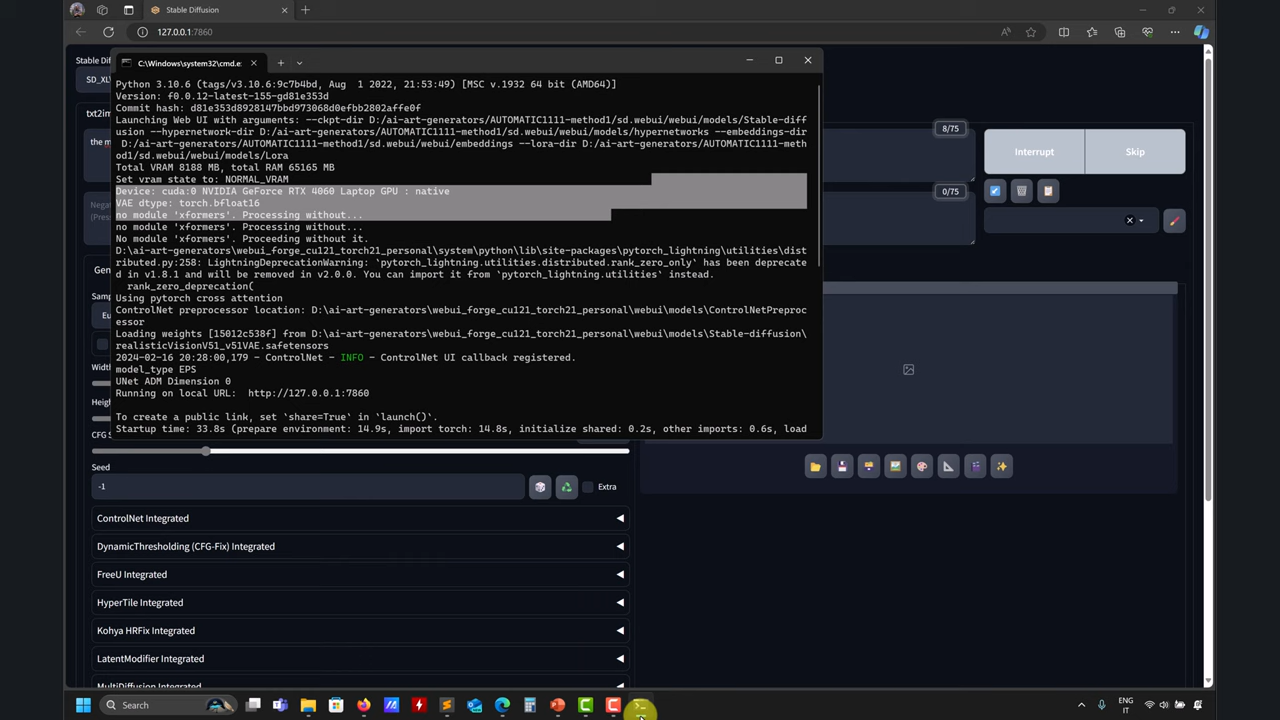 Stable Diffusion
127.0.0.1:7860
Stable Dif
SD_XL
txt2im
the m
Negat
C:\Windows\system32\cmd.e
Python 3.10.6 (tags/v3.10.6:9c7b4bd, Aug  1 2022, 21:53:49) [MSC v.1932 64 bit (AMD64)]
Version: f0.0.12-latest-155-gd81e353d
Commit hash: d81e353d8928147bbd973068d0efbb2802affe0f
Launching Web UI with arguments: --ckpt-dir D:/ai-art-generators/AUTOMATIC1111-method1/sd.webui/webui/models/Stable-diff
usion --hypernetwork-dir D:/ai-art-generators/AUTOMATIC1111-method1/sd.webui/webui/models/hypernetworks --embeddings-dir
D:/ai-art-generators/AUTOMATIC1111-method1/sd.webui/webui/embeddings --lora-dir D:/ai-art-generators/AUTOMATIC1111-meth
od1/sd.webui/webui/models/Lora
Total VRAM 8188 MB, total RAM 65165 MB
Set vram state to: NORMAL_VRAM
Device: cuda:0 NVIDIA GeForce RTX 4060 Laptop GPU : native
VAE dtype: torch.bfloat16
no module 'xformers'. Processing without...
no module 'xformers'. Processing without...
No module 'xformers'. Proceeding without it.
D:\ai-art-generators\webui_forge_cu121_torch21_personal\system\python\lib\site-packages\pytorch_lightning\utilities\dist
ributed.py:258: LightningDeprecationWarning: `pytorch_lightning.utilities.distributed.rank_zero_only` has been deprecate
d in v1.8.1 and will be removed in v2.0.0. You can import it from `pytorch_lightning.utilities` instead.
rank_zero_deprecation(
Using pytorch cross attention
ControlNet preprocessor location: D:\ai-art-generators\webui_forge_cu121_torch21_personal\webui\models\ControlNetPreproc
essor
Loading weights [15012c538f] from D:\ai-art-generators\webui_forge_cu121_torch21_personal\webui\models\Stable-diffusion\
realisticVisionV51_v51VAE.safetensors
2024-02-16 20:28:00,179 - ControlNet - INFO - ControlNet UI callback registered.
model_type EPS
UNet ADM Dimension 0
Running on local URL:  http://127.0.0.1:7860
To create a public link, set `share=True` in `launch()`.
Startup time: 33.8s (prepare environment: 14.9s, import torch: 14.8s, initialize shared: 0.2s, other imports: 0.6s, load
8/75
0/75
Interrupt
Skip
Gen
Samp
Eu
Width
Heigh
CFG S
Seed
-1
Extra
ControlNet Integrated
DynamicThresholding (CFG-Fix) Integrated
FreeU Integrated
HyperTile Integrated
Kohya HRFix Integrated
LatentModifier Integrated
MultiDiffusion Integrated
Search
ENG
IT